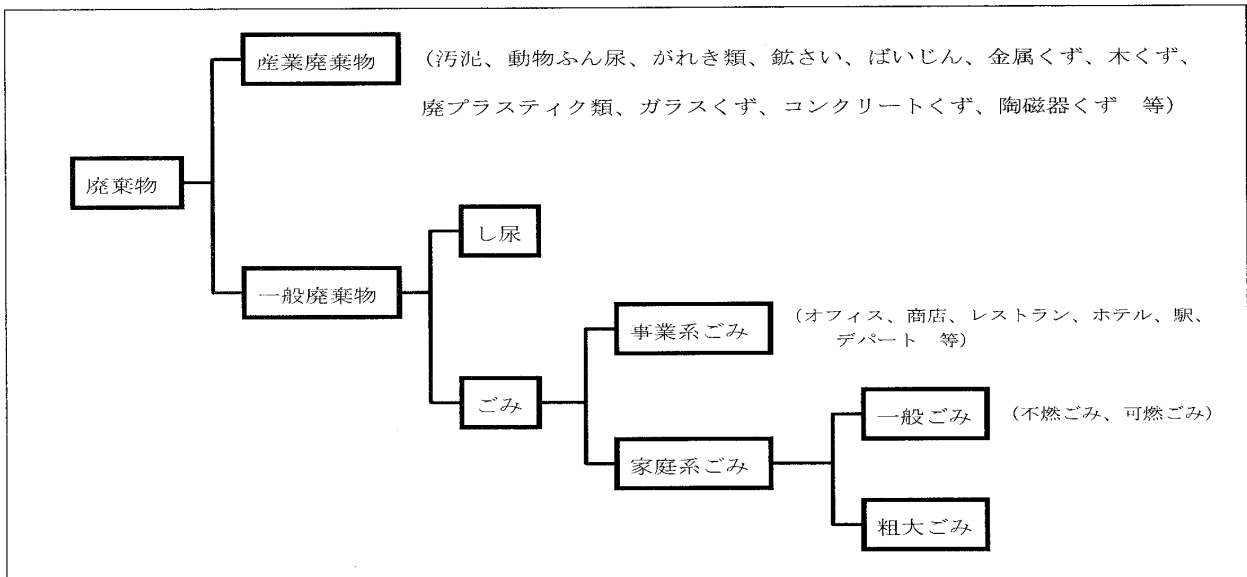 産業廃棄物
(汚泥、動物ふん尿、がれき類、鉱さい、ばいじん、金属くず、木くず、
廃プラスティク類、ガラスくず、コンクリートくず、陶磁器くず 等)
廃棄物
し尿
一般廃棄物
事業系ごみ
(オフィス、商店、レストラン、ホテル、駅、
デパート 等)
ごみ
一般ごみ
(不燃ごみ、可燃ごみ)
家庭系ごみ
粗大ごみ